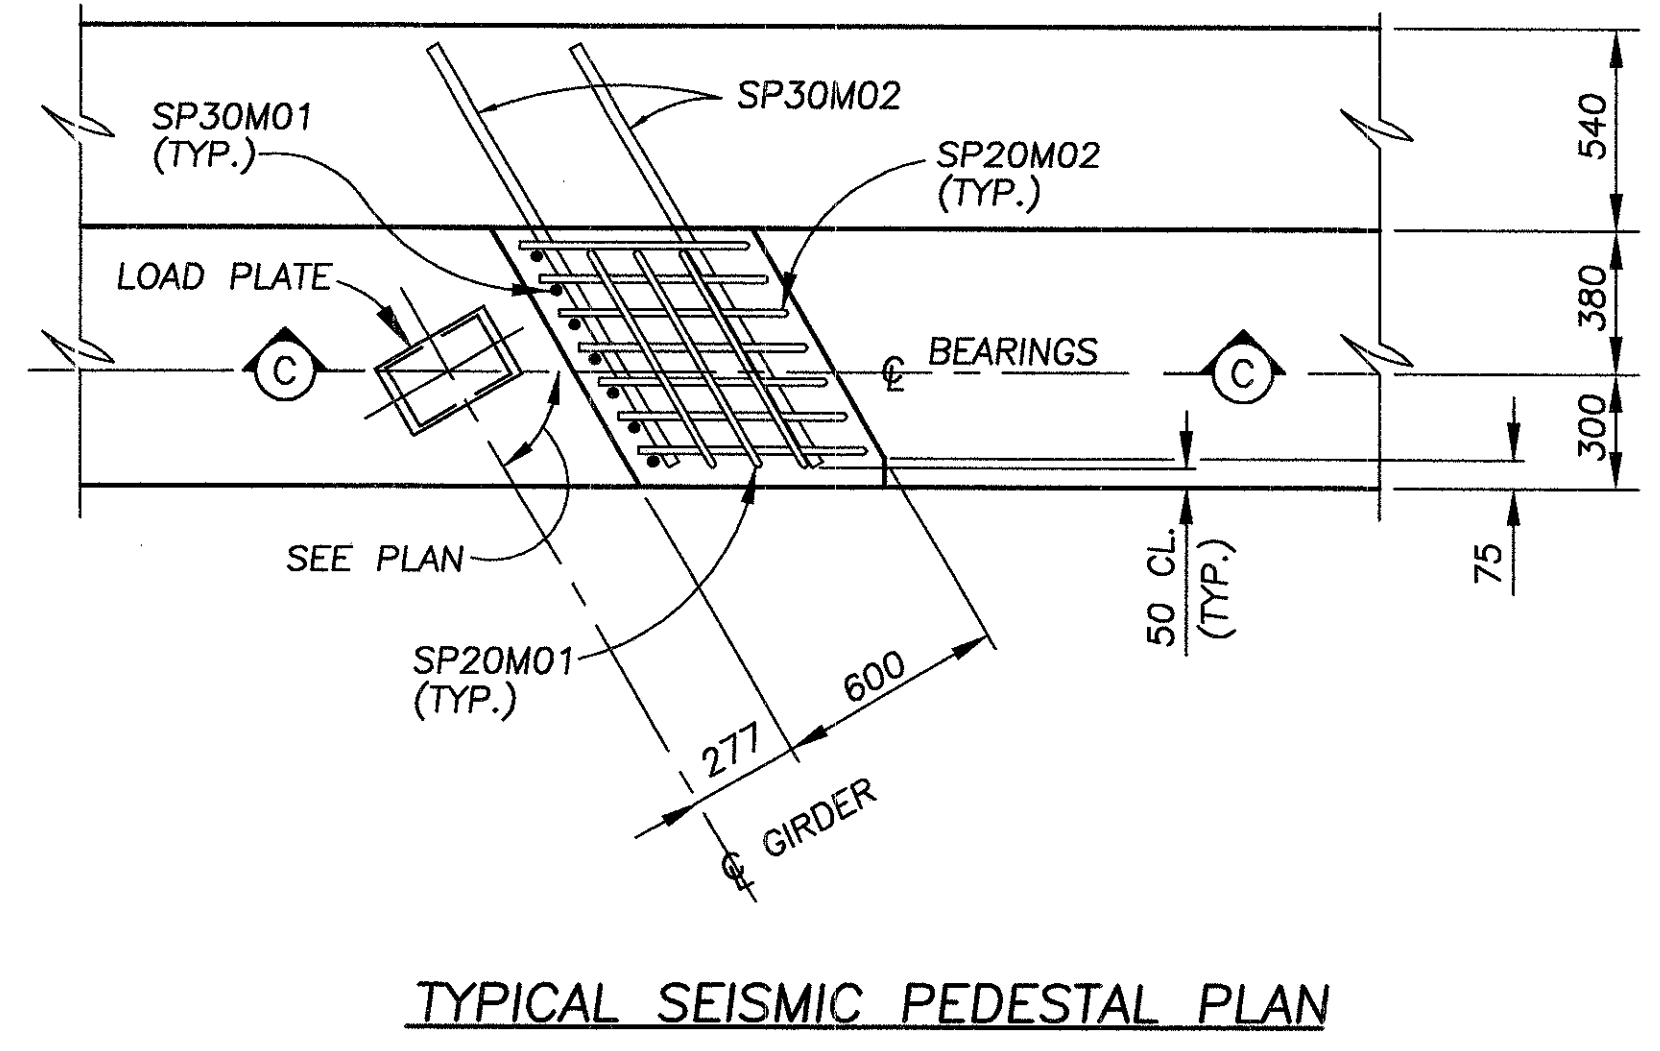 SP30M01
(TYP.)
SP30M02
SP20M02
(TYP.)
540
LOAD PLATE
380
C
℄ BEARINGS
C
300
SEE PLAN
50 CL.
(TYP.)
75
SP20M01
(TYP.)
600
277
℄ GIRDER
TYPICAL SEISMIC PEDESTAL PLAN